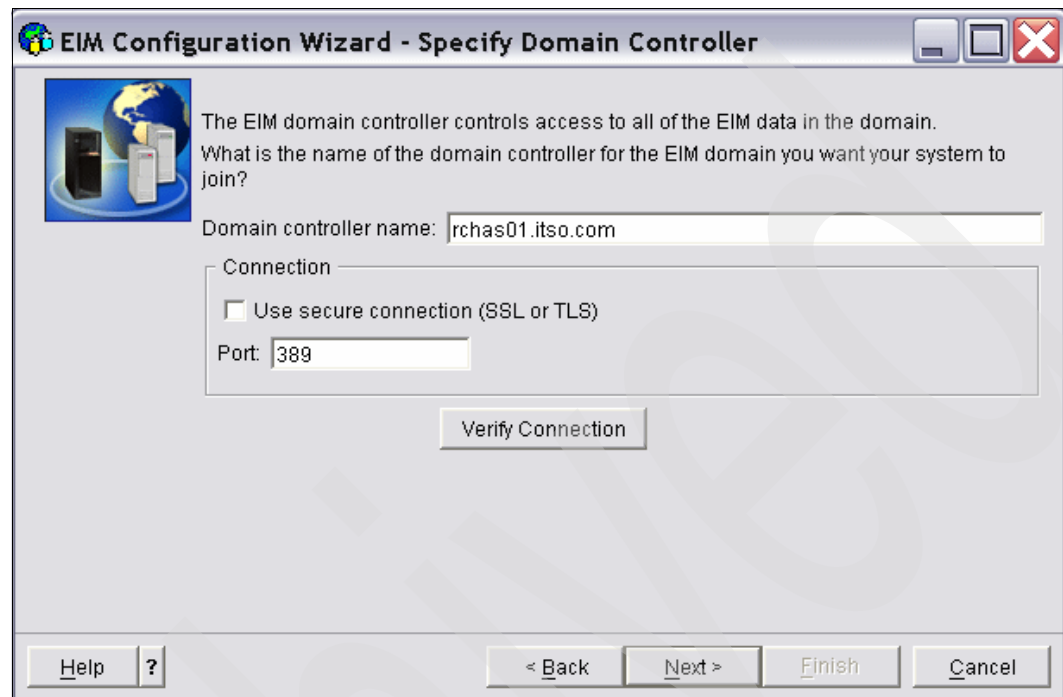 EIM Configuration Wizard - Specify Domain Controller
The EIM domain controller controls access to all of the EIM data in the domain.
What is the name of the domain controller for the EIM domain you want your system to
join?
Domain controller name: rchas01.itso.com
Connection
Use secure connection (SSL or TLS)
Port: 389
Verify Connection
Help ? < Back Next > Finish Cancel